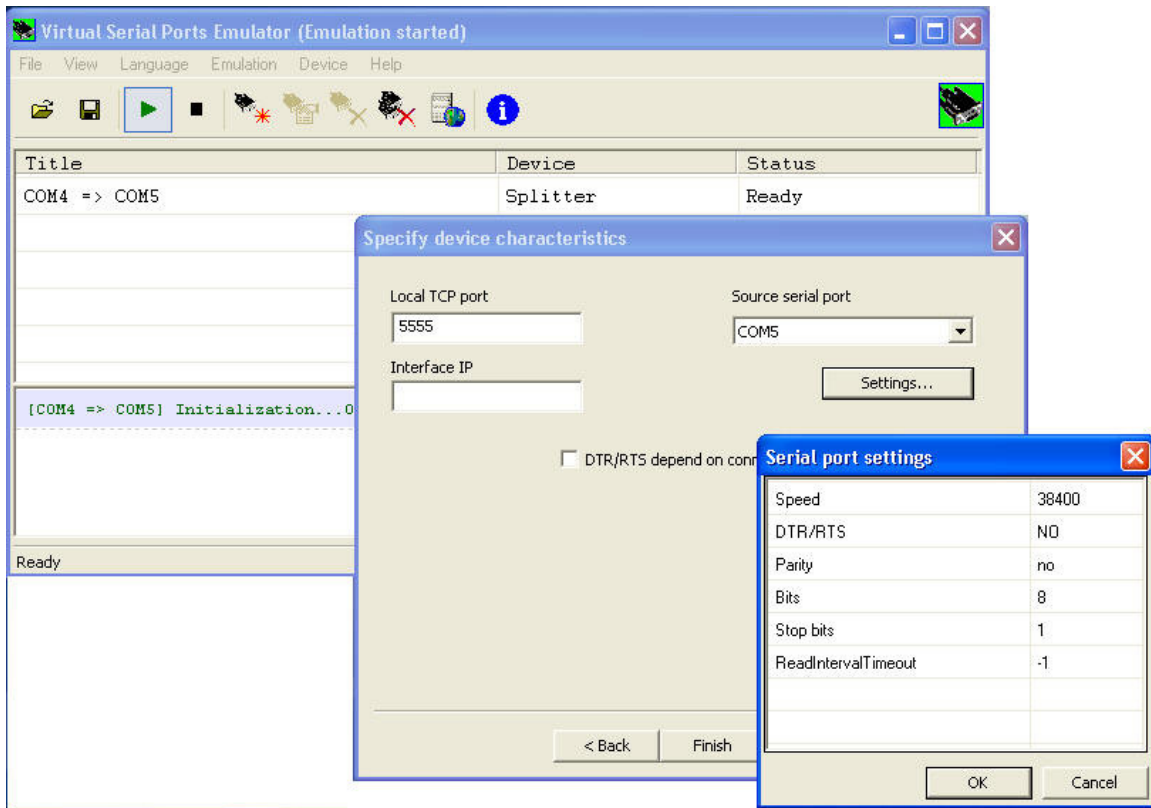 Virtual Serial Ports Emulator (Emulation started)
File View Language Emulation Device Help
Title Device Status
COM4 => COM5 Splitter Ready
[COM4 => COM5] Initialization...O
Ready
Specify device characteristics
Local TCP port Source serial port
5555 COM5
Interface IP
Settings...
DTR/RTS depend on conn
< Back Finish
Serial port settings
Speed 38400
DTR/RTS NO
Parity no
Bits 8
Stop bits 1
ReadIntervalTimeout -1
OK Cancel